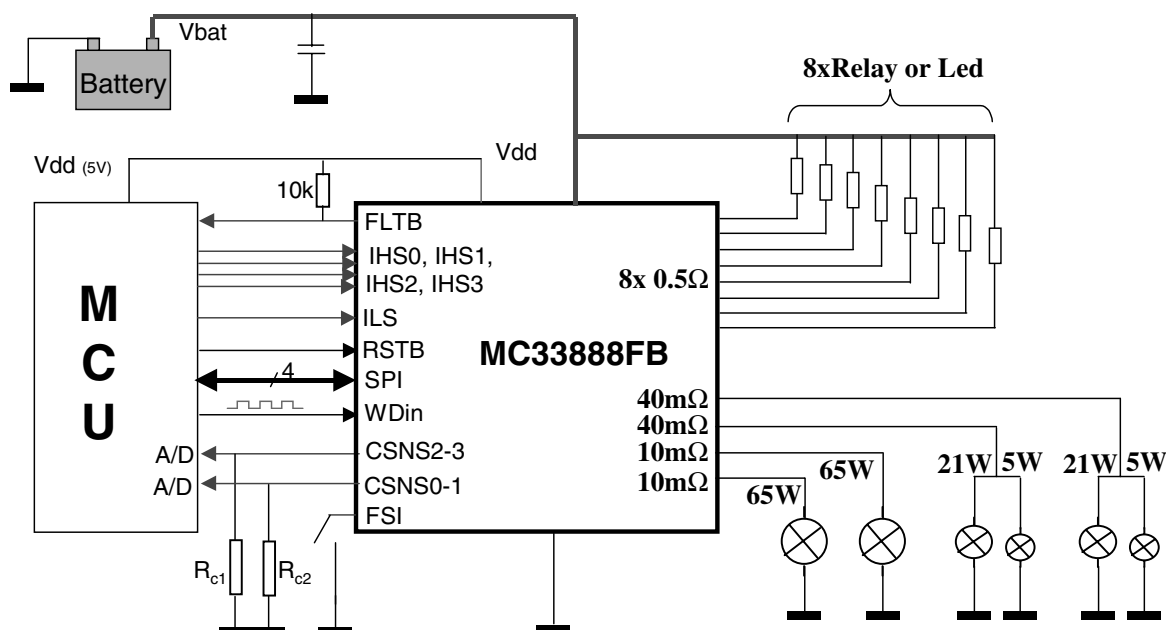 Vbat
Battery
8xRelay or Led
Vdd (5V)
Vdd
10k
FLTB
IHS0, IHS1,
IHS2, IHS3
8x 0.5Ω
ILS
M
C
U
MC33888FB
RSTB
4
SPI
WDin
40mΩ
40mΩ
10mΩ
10mΩ
A/D
CSNS2-3
A/D
CSNS0-1
FSI
65W
65W
21W
5W
21W
5W
Rc1
Rc2